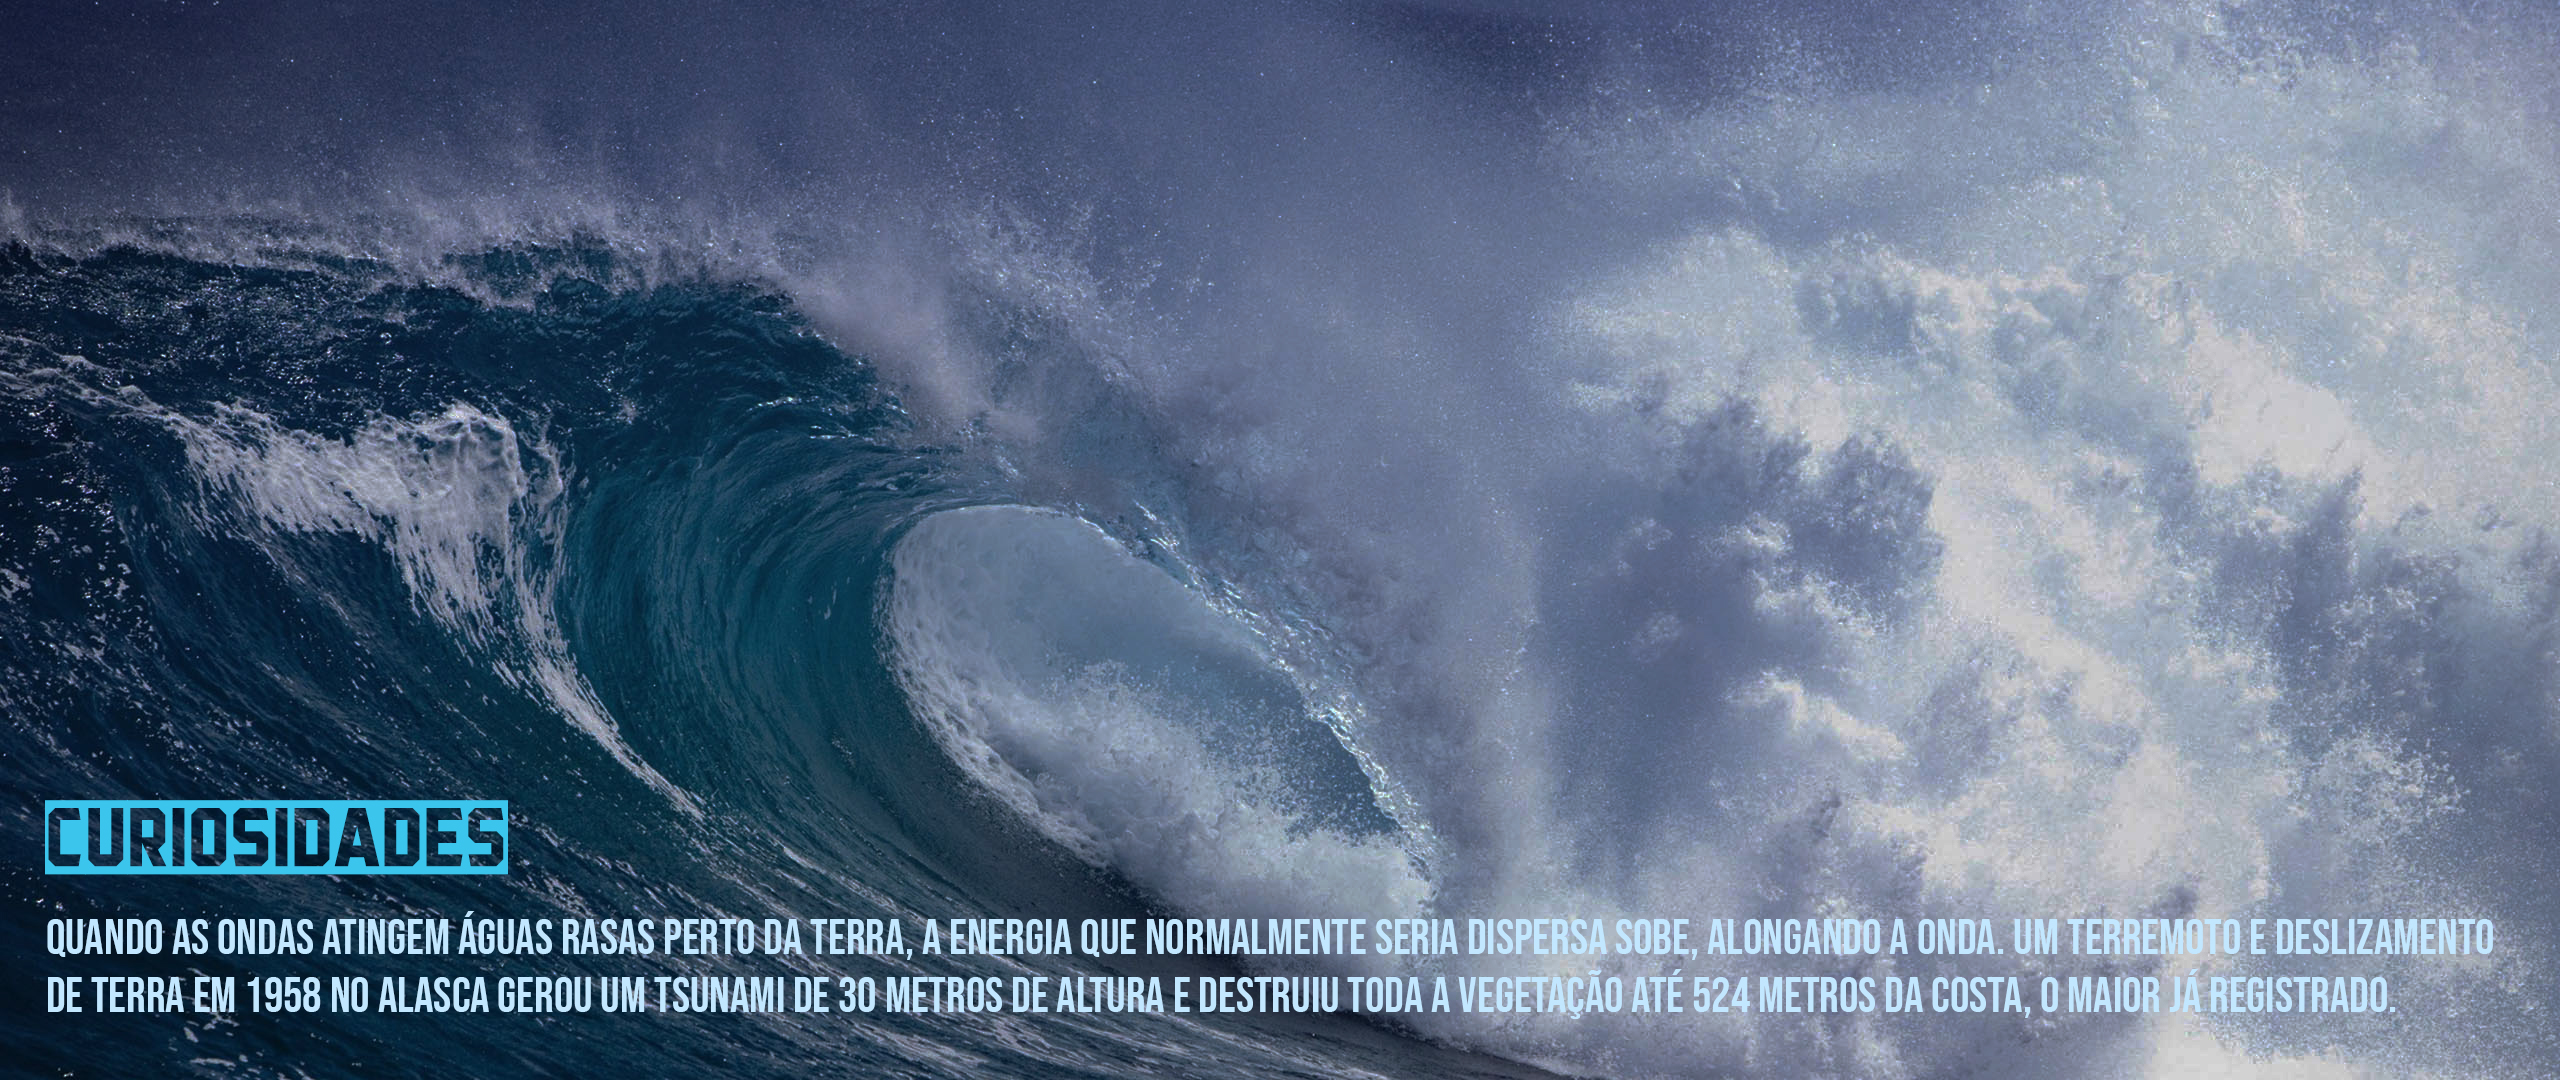 CURIOSIDADES
QUANDO AS ONDAS ATINGEM ÁGUAS RASAS PERTO DA TERRA, A ENERGIA QUE NORMALMENTE SERIA DISPERSA SOBE, ALONGANDO A ONDA. UM TERREMOTO E DESLIZAMENTO
DE TERRA EM 1958 NO ALASCA GEROU UM TSUNAMI DE 30 METROS DE ALTURA E DESTRUIU TODA A VEGETAÇÃO ATÉ 524 METROS DA COSTA, O MAIOR JÁ REGISTRADO.